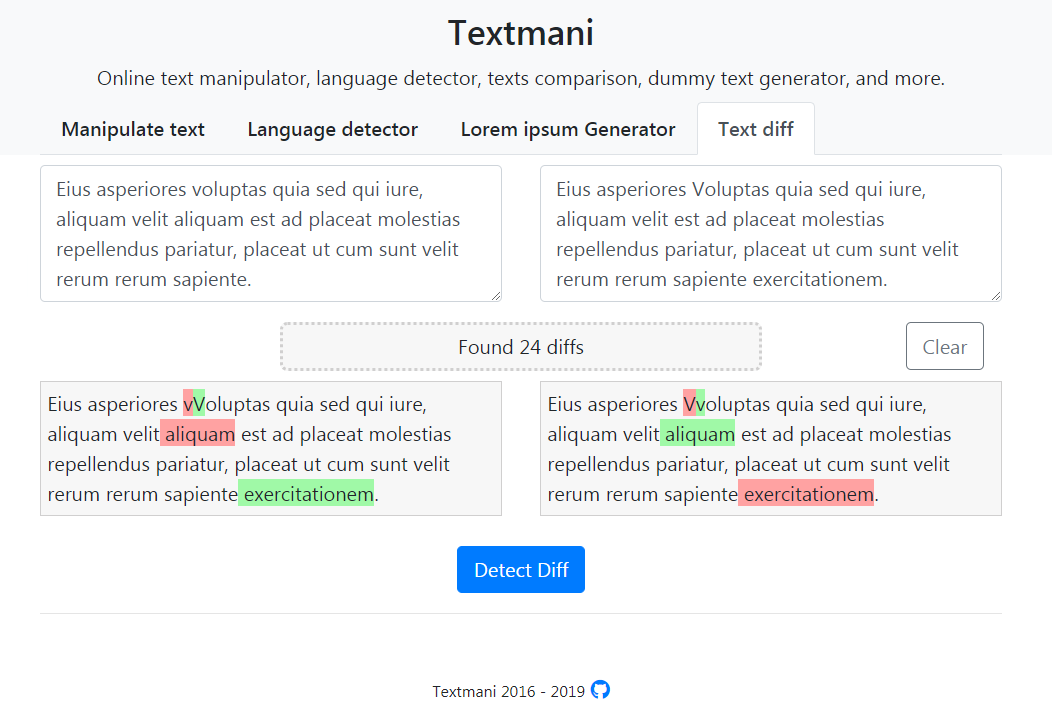 Textmani
Online text manipulator, language detector, texts comparison, dummy text generator, and more.
Manipulate text
Language detector
Lorem ipsum Generator
Text diff
Eius asperiores voluptas quia sed qui iure,
aliquam velit aliquam est ad placeat molestias
repellendus pariatur, placeat ut cum sunt velit
rerum rerum sapiente.
Eius asperiores Voluptas quia sed qui iure,
aliquam velit est ad placeat molestias
repellendus pariatur, placeat ut cum sunt velit
rerum rerum sapiente exercitationem.
Found 24 diffs
Clear
Eius asperiores vVoluptas quia sed qui iure,
aliquam velit aliquam est ad placeat molestias
repellendus pariatur, placeat ut cum sunt velit
rerum rerum sapiente exercitationem.
Eius asperiores Vvoluptas quia sed qui iure,
aliquam velit aliquam est ad placeat molestias
repellendus pariatur, placeat ut cum sunt velit
rerum rerum sapiente exercitationem.
Detect Diff
Textmani 2016 - 2019